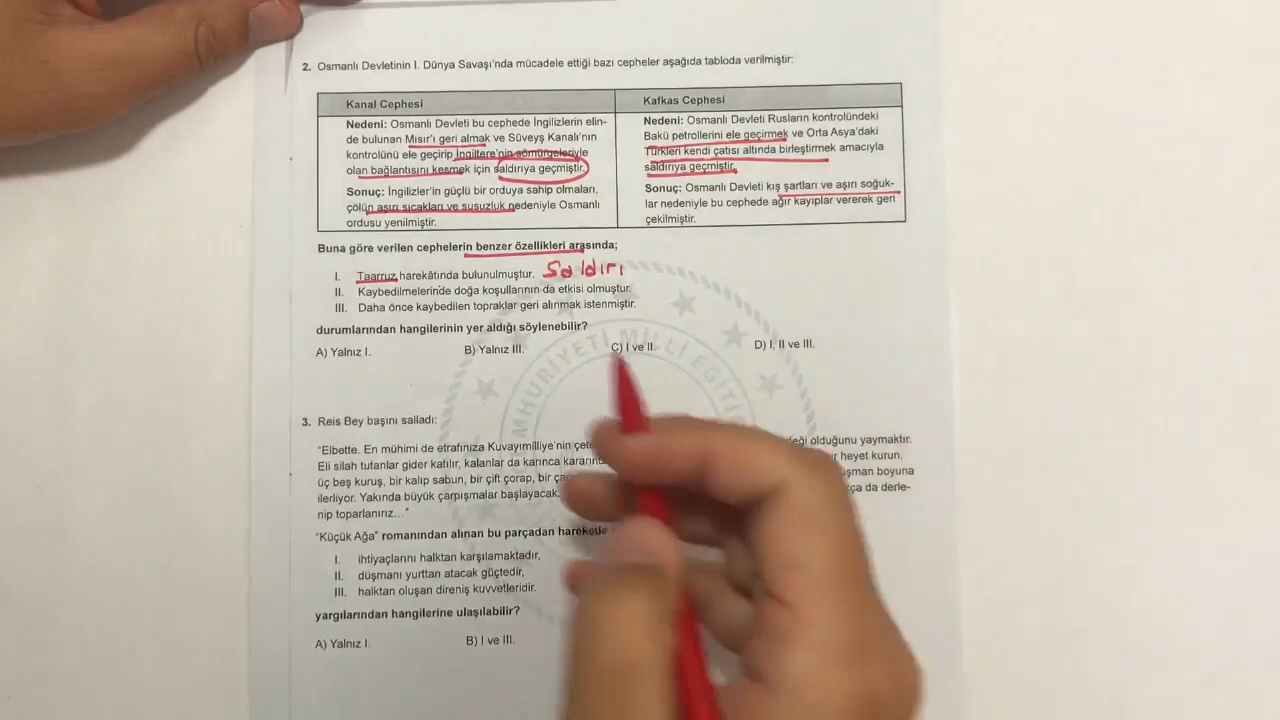 2. Osmanlı Devletinin I. Dünya Savaşı'nda mücadele ettiği bazı cepheler aşağıda tabloda verilmiştir:
Kanal Cephesi
Nedeni: Osmanlı Devleti bu cephede İngilizlerin elin-
de bulunan Mısır'ı geri almak ve Süveyş Kanalı'nın
kontrolünü ele geçirip İngiltere'nin sömürgeleriyle
olan bağlantısını kesmek için saldırıya geçmiştir.
Sonuç: İngilizler'in güçlü bir orduya sahip olmaları,
çölün aşırı sıcakları ve susuzluk nedeniyle Osmanlı
ordusu yenilmiştir.
Kafkas Cephesi
Nedeni: Osmanlı Devleti Rusların kontrolündeki
Bakü petrollerini ele geçirmek ve Orta Asya'daki
Türkleri kendi çatısı altında birleştirmek amacıyla
saldırıya geçmiştir.
Sonuç: Osmanlı Devleti kış şartları ve aşırı soğuk-
lar nedeniyle bu cephede ağır kayıplar vererek geri
çekilmiştir.
Buna göre verilen cephelerin benzer özellikleri arasında;
I. Taarruz harekâtında bulunulmuştur. Saldırı
II. Kaybedilmelerinde doğa koşullarının da etkisi olmuştur.
III. Daha önce kaybedilen topraklar geri alınmak istenmiştir.
durumlarından hangilerinin yer aldığı söylenebilir?
A) Yalnız I. B) Yalnız III. C) I ve II. D) I, II ve III.
3. Reis Bey başını salladı:
"Elbette. En mühimi de etrafınıza Kuvayımilliye'nin olduğunu yaymaktır.
Eli silah tutanlar gider katılır, kalanlar da karınca heyet kurun,
üç beş kuruş, bir kalıp sabun, bir çift çorap, bir boyuna
ilerliyor. Yakında büyük çarpışmalar başlayacak. da derle-
nip toparlanırız..."
"Küçük Ağa" romanından alınan bu parçadan hareketle
I. ihtiyaçlarını halktan karşılamaktadır,
II. düşmanı yurttan atacak güçtedir,
III. halktan oluşan direniş kuvvetleridir.
yargılarından hangilerine ulaşılabilir?
A) Yalnız I. B) I ve III.